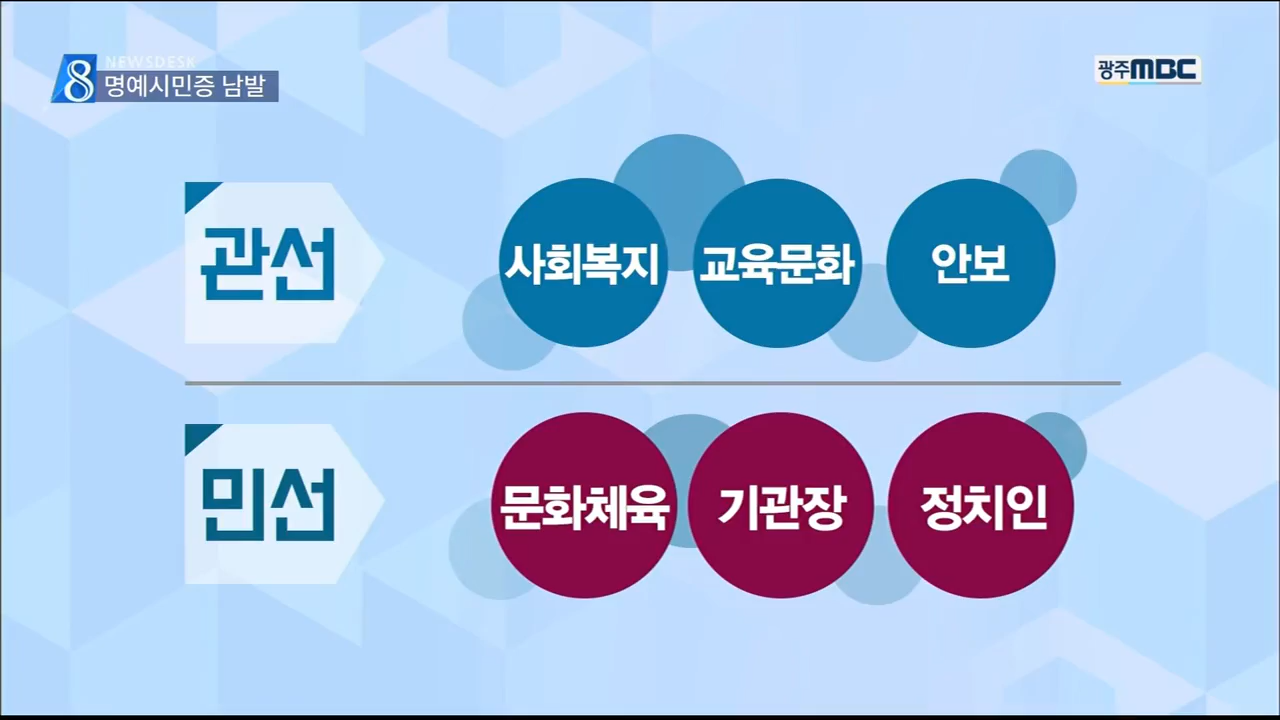 8 NEWSDESK
명예시민증 남발
광주MBC
관선
사회복지 교육문화 안보
민선
문화체육 기관장 정치인